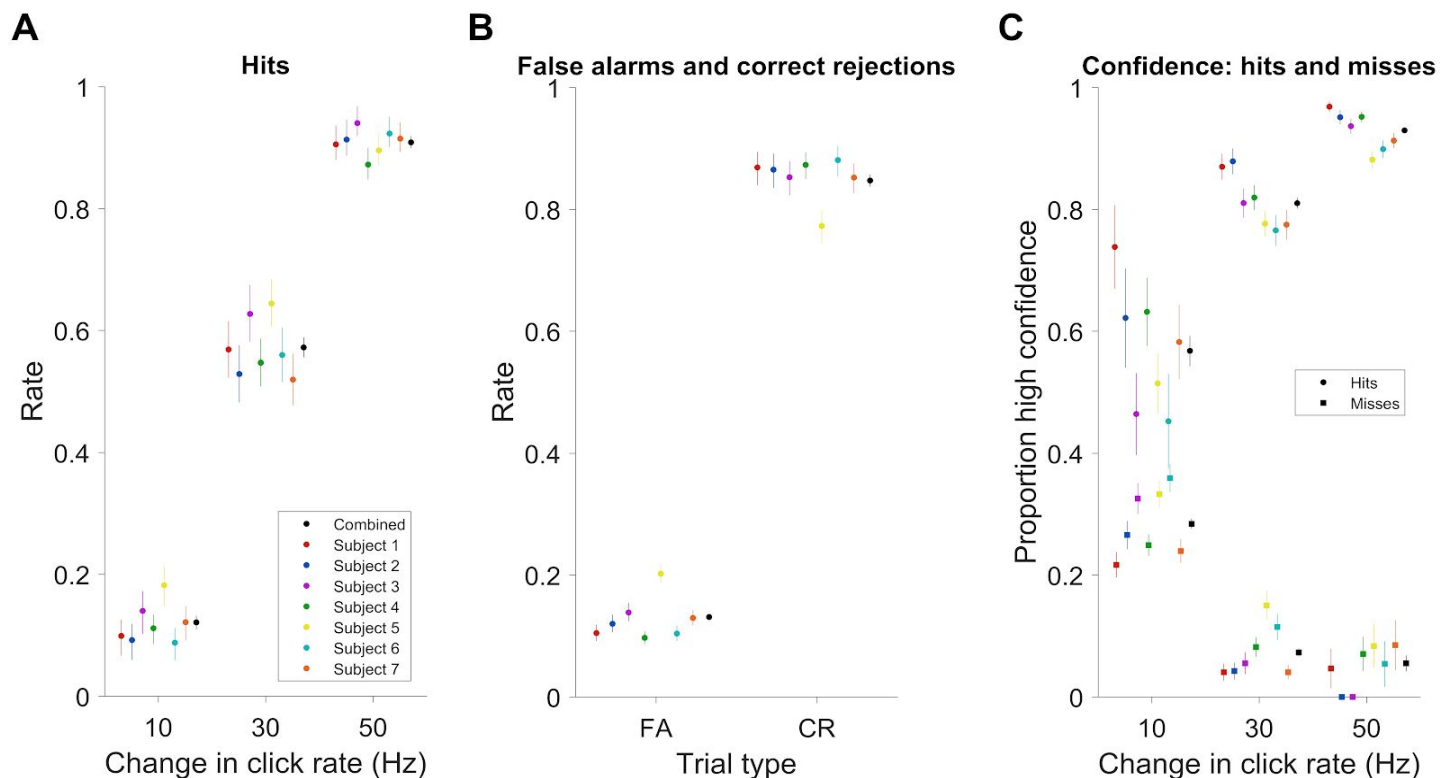 A
Hits
1
0.8
0.6
0.4
0.2
0
Rate
10 30 50
Change in click rate (Hz)
Combined
Subject 1
Subject 2
Subject 3
Subject 4
Subject 5
Subject 6
Subject 7
B
False alarms and correct rejections
1
0.8
0.6
0.4
0.2
0
Rate
FA CR
Trial type
C
Confidence: hits and misses
1
0.8
0.6
0.4
0.2
0
Proportion high confidence
10 30 50
Change in click rate (Hz)
Hits
Misses